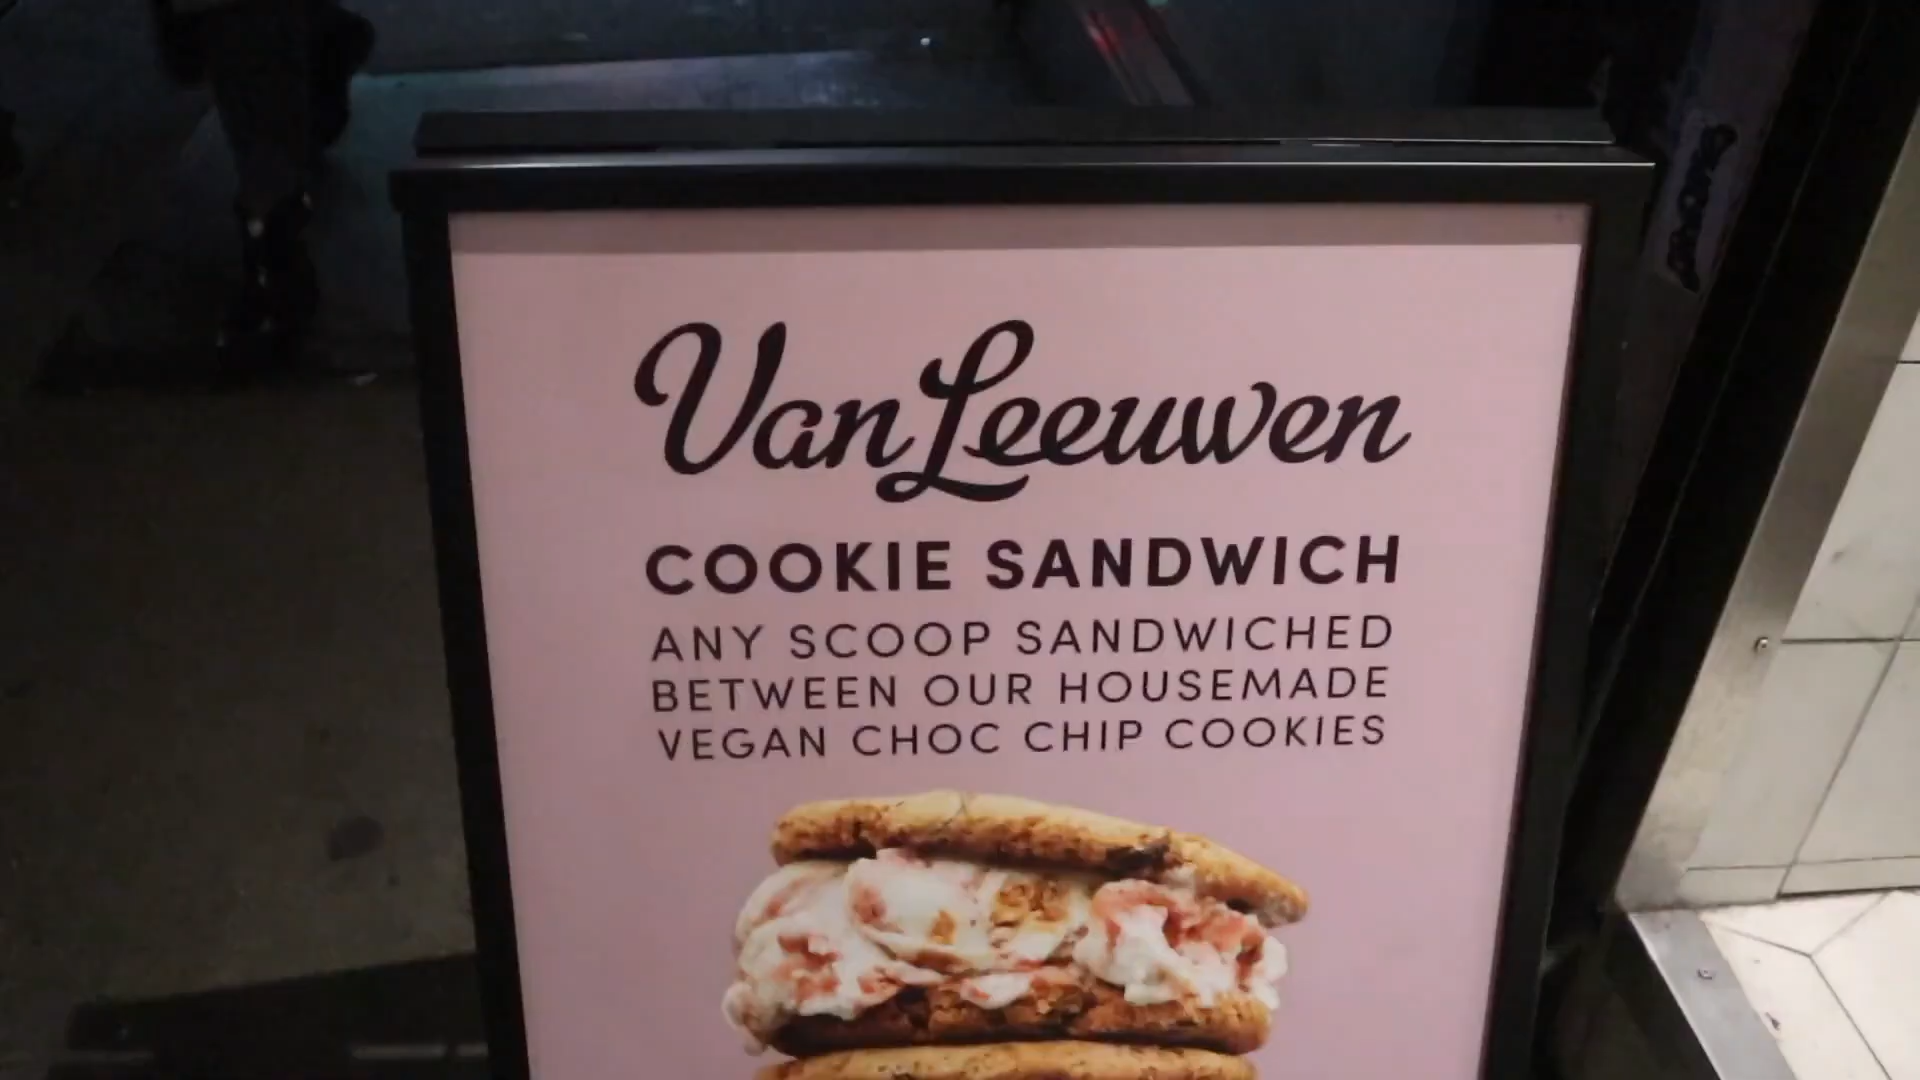 Van Leeuwen
COOKIE SANDWICH
ANY SCOOP SANDWICHED
BETWEEN OUR HOUSEMADE
VEGAN CHOC CHIP COOKIES